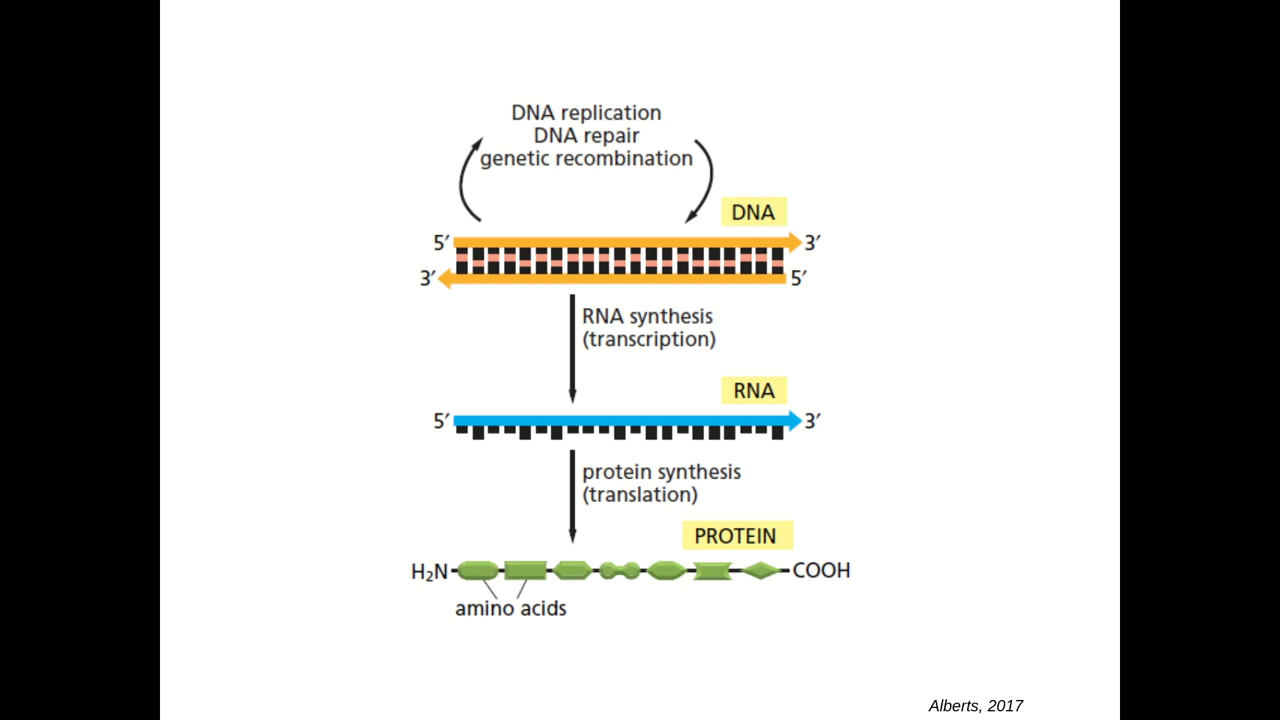 DNA replication
DNA repair
genetic recombination
DNA
5′ 3′
3′ 5′
RNA synthesis
(transcription)
RNA
5′ 3′
protein synthesis
(translation)
PROTEIN
H₂N COOH
amino acids
Alberts, 2017